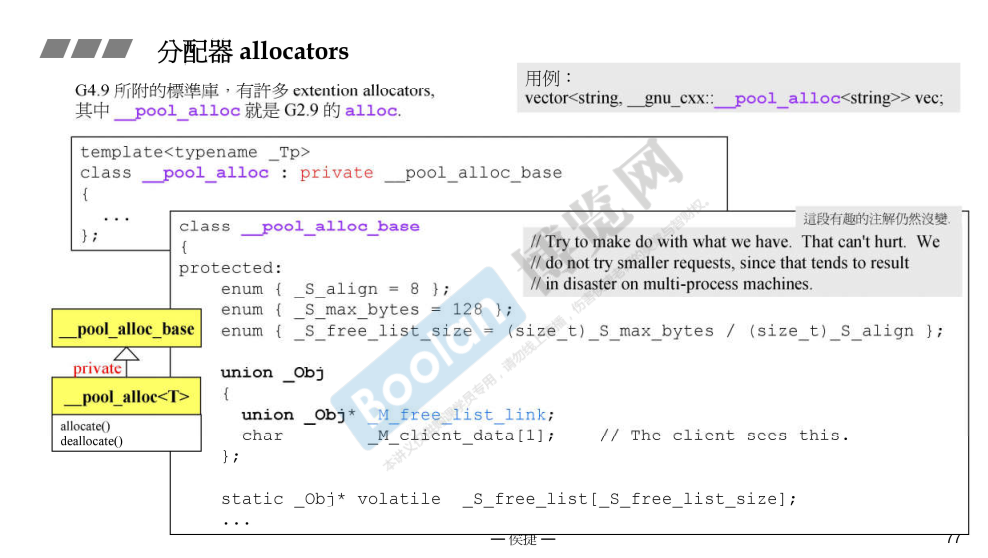 分配器 allocators
G4.9 所附的標準庫，有許多 extention allocators,
其中 __pool_alloc 就是 G2.9 的 alloc.
用例：
vector<string, __gnu_cxx::__pool_alloc<string>> vec;
template<typename _Tp>
class __pool_alloc : private __pool_alloc_base
{
...
};
class __pool_alloc_base
{
protected:
enum { _S_align = 8 };
enum { _S_max_bytes = 128 };
enum { _S_free_list_size = (size_t)_S_max_bytes / (size_t)_S_align };
union _Obj
{
union _Obj* _M_free_list_link;
char _M_client_data[1]; // The client sees this.
};
static _Obj* volatile _S_free_list[_S_free_list_size];
...
這段有趣的注解仍然沒變.
// Try to make do with what we have. That can't hurt. We
// do not try smaller requests, since that tends to result
// in disaster on multi-process machines.
__pool_alloc_base
private
__pool_alloc<T>
allocate()
deallocate()
Boolan
博览网
— 侯捷 —
77